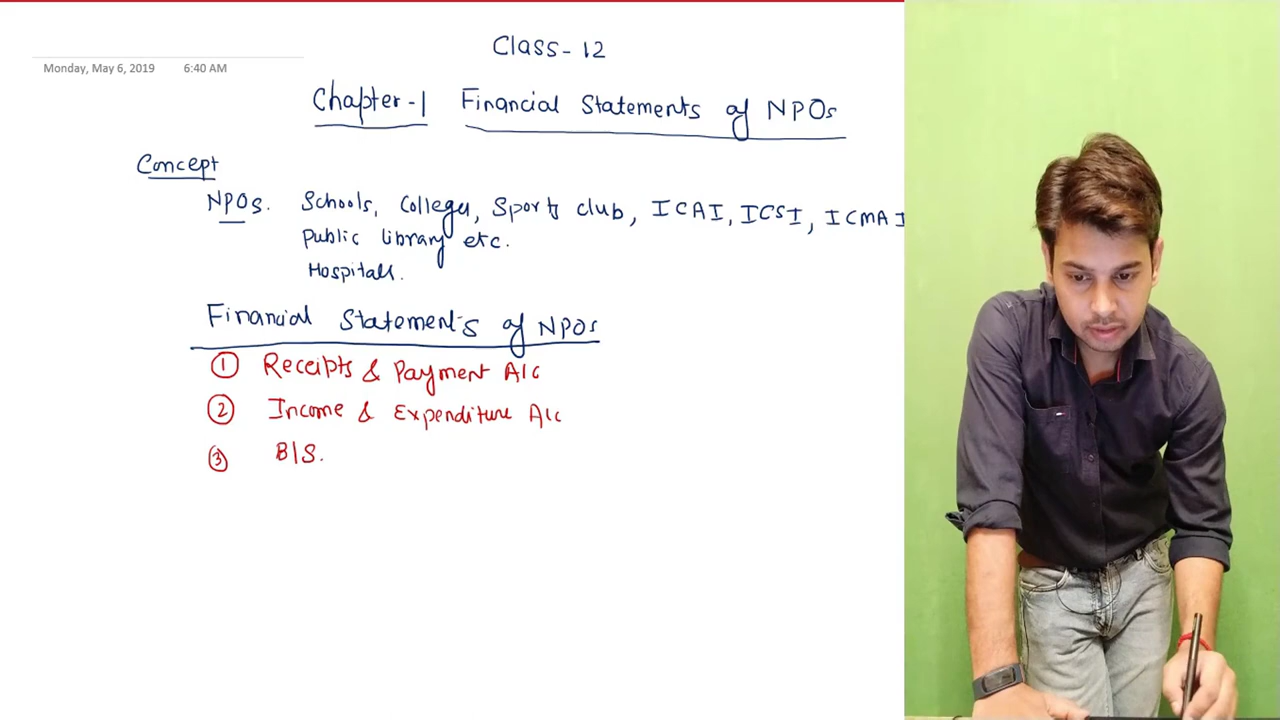 Class - 12
Monday, May 6, 2019 6:40 AM
Chapter - 1 Financial Statements of NPOs
Concept
NPOs. Schools, Colleges, Sports club, ICAI, ICSI, ICMAI
Public library etc.
Hospitals.
Financial Statements of NPOs
① Receipts & Payment A/c
② Income & Expenditure A/c
③ B/S.